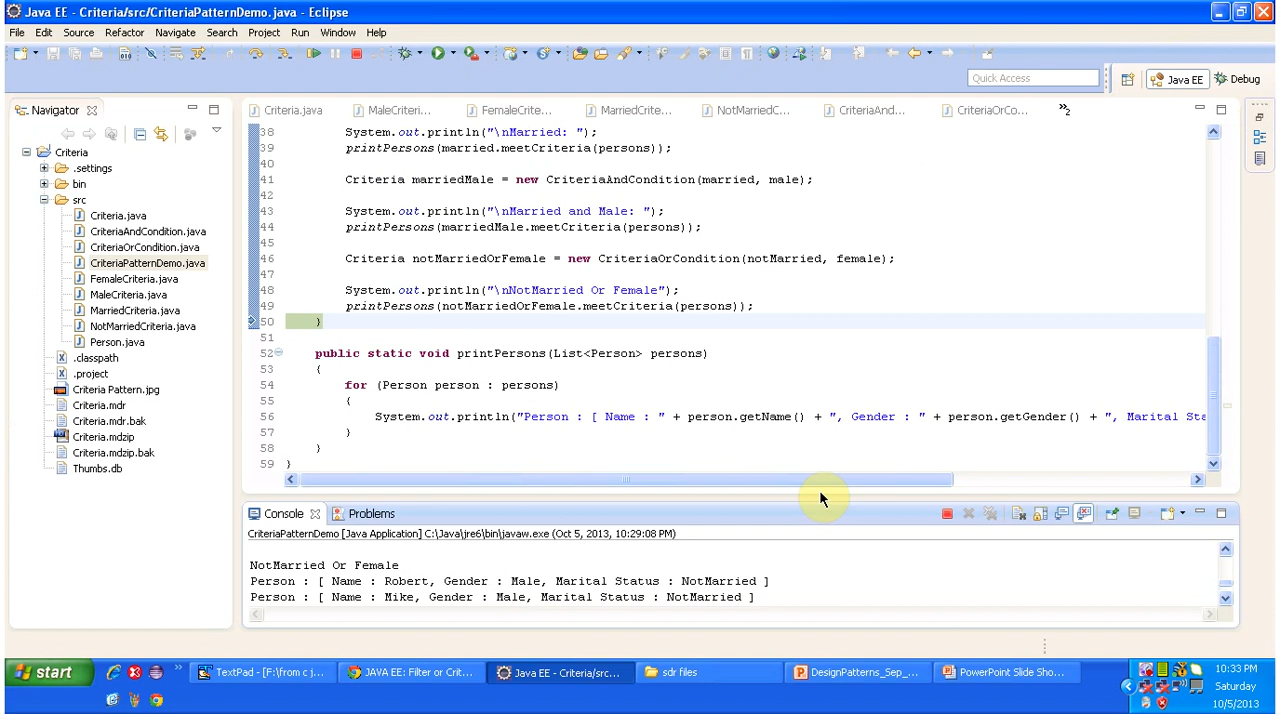 Java EE - Criteria/src/CriteriaPatternDemo.java - Eclipse
File Edit Source Refactor Navigate Search Project Run Window Help
Quick Access
Java EE
Debug
Navigator
Criteria.java
MaleCriteri...
FemaleCrite...
MarriedCrite...
NotMarriedC...
CriteriaAnd...
CriteriaOrCo...
»2
Criteria
.settings
bin
src
Criteria.java
CriteriaAndCondition.java
CriteriaOrCondition.java
CriteriaPatternDemo.java
FemaleCriteria.java
MaleCriteria.java
MarriedCriteria.java
NotMarriedCriteria.java
Person.java
.classpath
.project
Criteria Pattern.jpg
Criteria.mdr
Criteria.mdr.bak
Criteria.mdzip
Criteria.mdzip.bak
Thumbs.db
38 System.out.println("\nMarried: ");
39 printPersons(married.meetCriteria(persons));
40
41 Criteria marriedMale = new CriteriaAndCondition(married, male);
42
43 System.out.println("\nMarried and Male: ");
44 printPersons(marriedMale.meetCriteria(persons));
45
46 Criteria notMarriedOrFemale = new CriteriaOrCondition(notMarried, female);
47
48 System.out.println("\nNotMarried Or Female");
49 printPersons(notMarriedOrFemale.meetCriteria(persons));
50 }
51
52 public static void printPersons(List<Person> persons)
53 {
54 for (Person person : persons)
55 {
56 System.out.println("Person : [ Name : " + person.getName() + ", Gender : " + person.getGender() + ", Marital Sta
57 }
58 }
59 }
Console
Problems
CriteriaPatternDemo [Java Application] C:\Java\jre6\bin\javaw.exe (Oct 5, 2013, 10:29:08 PM)
NotMarried Or Female
Person : [ Name : Robert, Gender : Male, Marital Status : NotMarried ]
Person : [ Name : Mike, Gender : Male, Marital Status : NotMarried ]
start
TextPad - [F:\from c j...
JAVA EE: Filter or Crit...
Java EE - Criteria/src...
sdr files
DesignPatterns_Sep_...
PowerPoint Slide Sho...
10:33 PM
Saturday
10/5/2013